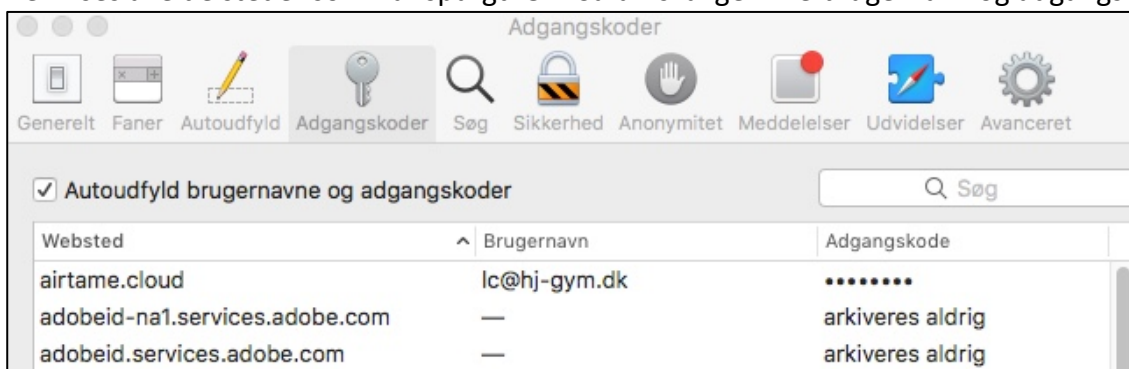 Adgangskoder
Generelt Faner Autoudfyld Adgangskoder Søg Sikkerhed Anonymitet Meddelelser Udvidelser Avanceret
Autoudfyld brugernavne og adgangskoder
Søg
Websted Brugernavn Adgangskode
airtame.cloud lc@hj-gym.dk ••••••••
adobeid-na1.services.adobe.com — arkiveres aldrig
adobeid.services.adobe.com — arkiveres aldrig